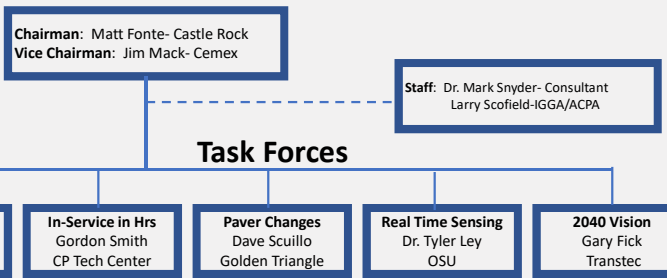 Chairman: Matt Fonte- Castle Rock
Vice Chairman: Jim Mack- Cemex
Staff: Dr. Mark Snyder- Consultant
Larry Scofield-IGGA/ACPA
Task Forces
In-Service in Hrs
Gordon Smith
CP Tech Center
Paver Changes
Dave Scuillo
Golden Triangle
Real Time Sensing
Dr. Tyler Ley
OSU
2040 Vision
Gary Fick
Transtec